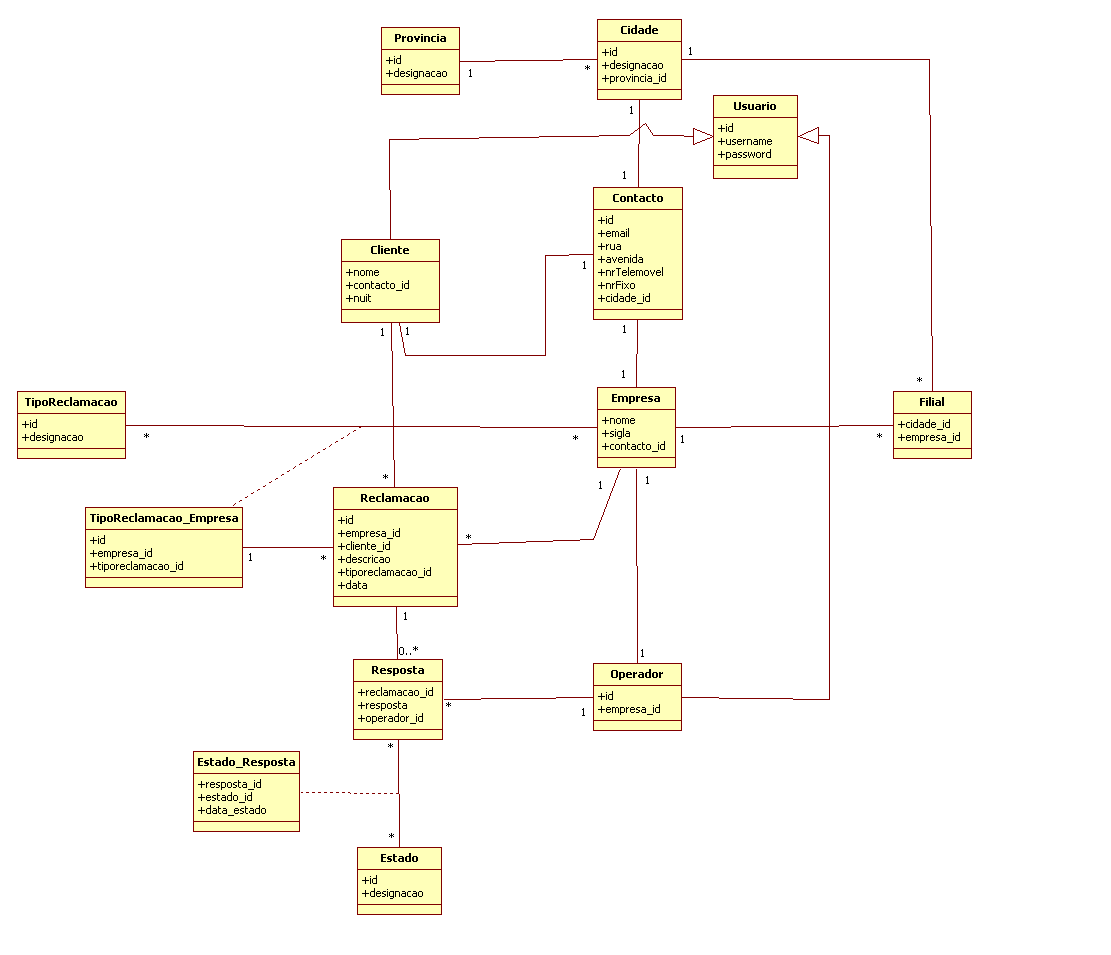 Provincia
+id
+designacao
1
*
Cidade
+id
+designacao
+provincia_id
1
1
Usuario
+id
+username
+password
1
Contacto
+id
+email
+rua
+avenida
+nrTelemovel
+nrFixo
+cidade_id
1
1
Cliente
+nome
+contacto_id
+nuit
1
1
TipoReclamacao
+id
+designacao
*
*
1
Empresa
+nome
+sigla
+contacto_id
1
*
*
Filial
+cidade_id
+empresa_id
TipoReclamacao_Empresa
+id
+empresa_id
+tiporeclamacao_id
1
*
*
Reclamacao
+id
+empresa_id
+cliente_id
+descricao
+tiporeclamacao_id
+data
*
1
1
1
0..*
Resposta
+reclamacao_id
+resposta
+operador_id
*
1
1
Operador
+id
+empresa_id
*
Estado_Resposta
+resposta_id
+estado_id
+data_estado
*
Estado
+id
+designacao